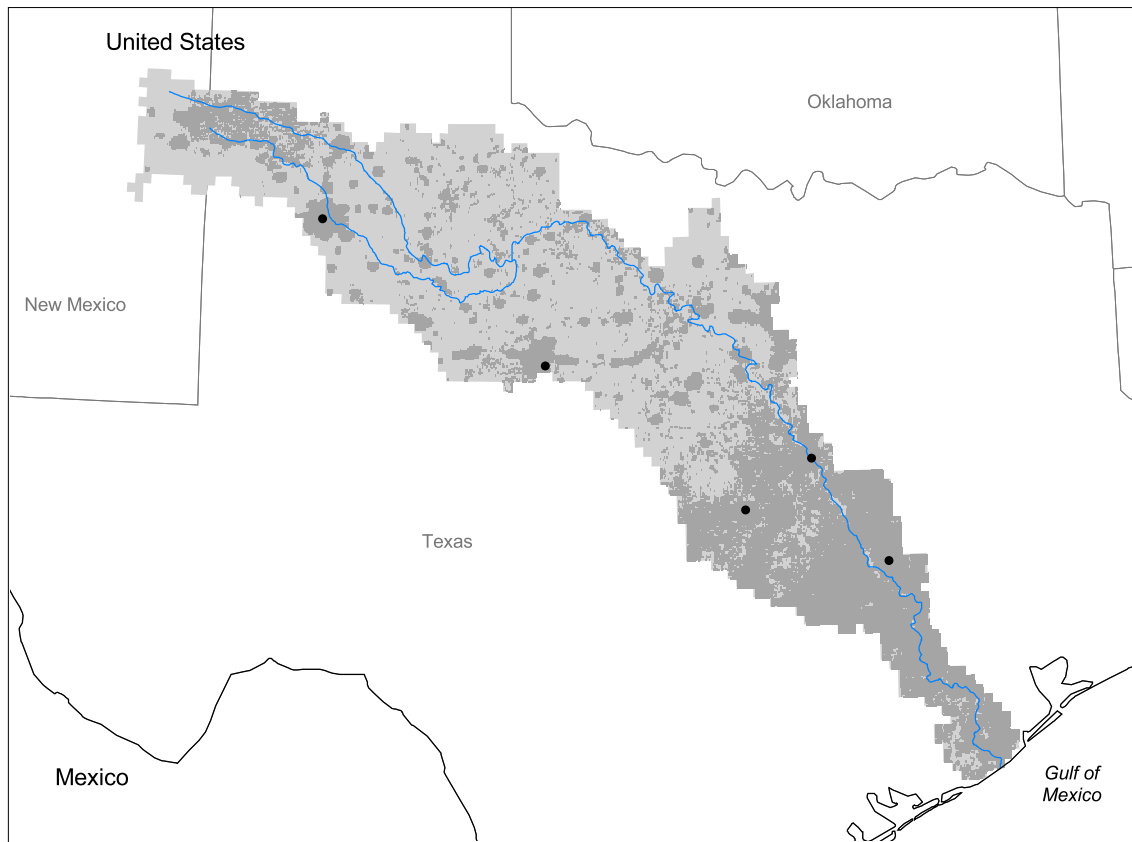 United States
Oklahoma
New Mexico
Texas
Mexico
Gulf of
Mexico